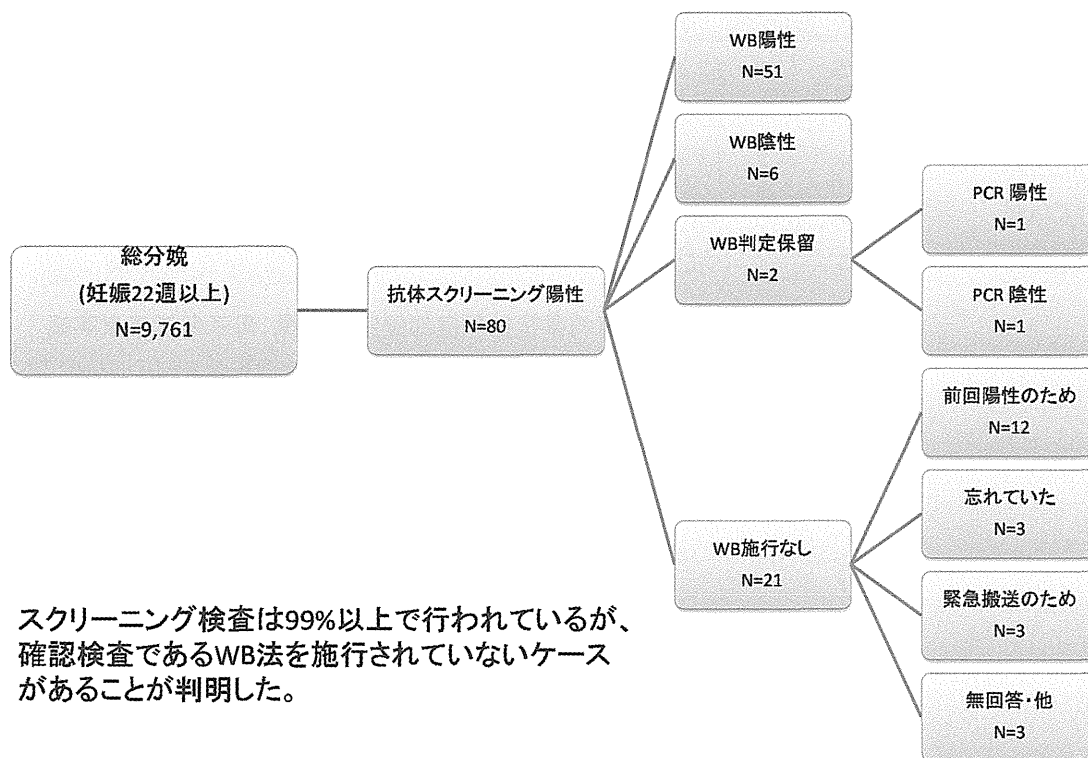 総分娩
(妊娠22週以上)
N=9,761
抗体スクリーニング陽性
N=80
WB陽性
N=51
WB陰性
N=6
WB判定保留
N=2
PCR 陽性
N=1
PCR 陰性
N=1
WB施行なし
N=21
前回陽性のため
N=12
忘れていた
N=3
緊急搬送のため
N=3
無回答・他
N=3
スクリーニング検査は99%以上で行われているが、
確認検査であるWB法を施行されていないケース
があることが判明した。